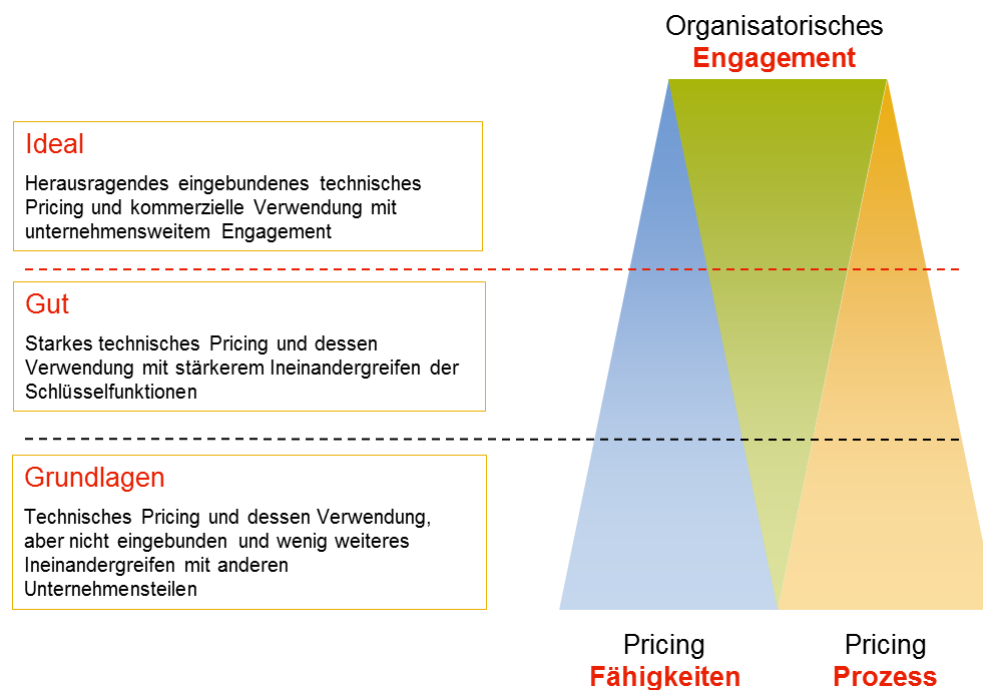 Organisatorisches
Engagement
Ideal
Herausragendes eingebundenes technisches
Pricing und kommerzielle Verwendung mit
unternehmensweitem Engagement
Gut
Starkes technisches Pricing und dessen
Verwendung mit stärkerem Ineinandergreifen der
Schlüsselfunktionen
Grundlagen
Technisches Pricing und dessen Verwendung,
aber nicht eingebunden und wenig weiteres
Ineinandergreifen mit anderen
Unternehmensteilen
Pricing
Fähigkeiten
Pricing
Prozess